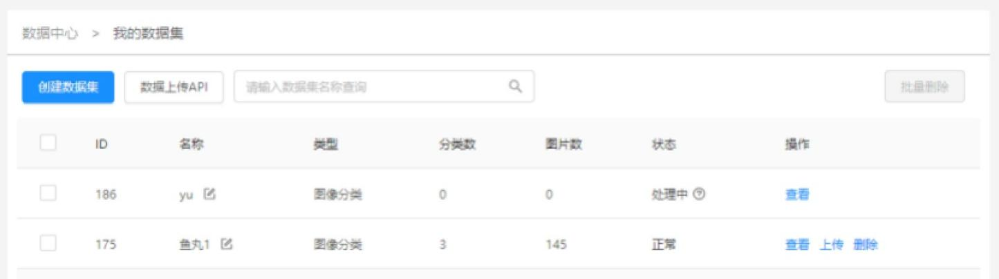 数据中心 > 我的数据集
创建数据集 数据上传API 请输入数据集名称查询 批量删除
ID 名称 类型 分类数 图片数 状态 操作
186 yu 图像分类 0 0 处理中 查看
175 鱼丸1 图像分类 3 145 正常 查看 上传 删除